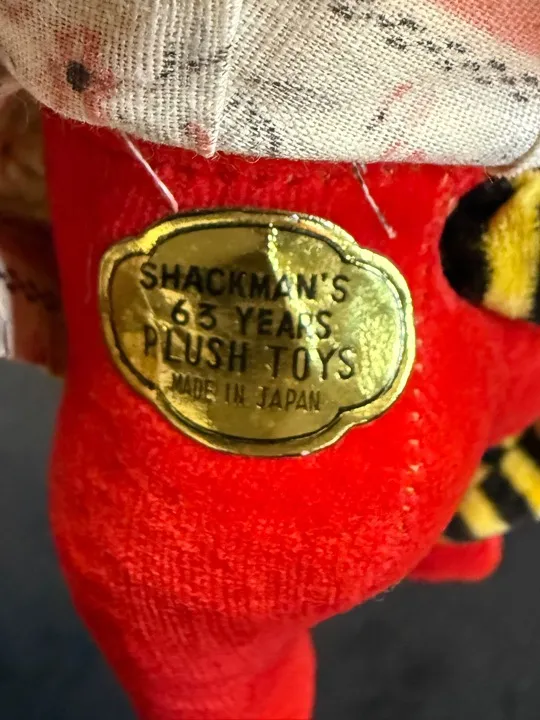 SHACKMAN'S
63 YEARS
PLUSH TOYS
MADE IN JAPAN